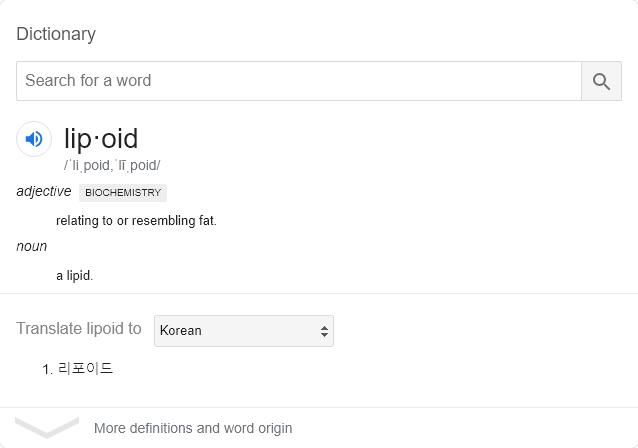 Dictionary
Search for a word
lip·oid
/ˈliˌpoid,ˈlīˌpoid/
adjective BIOCHEMISTRY
relating to or resembling fat.
noun
a lipid.
Translate lipoid to Korean
1. 리포이드
More definitions and word origin